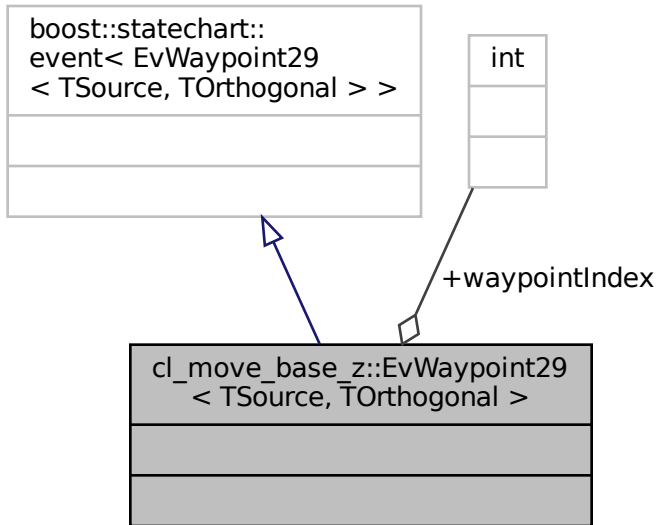 boost::statechart::
event< EvWaypoint29
< TSource, TOrthogonal > >
int
+waypointIndex
cl_move_base_z::EvWaypoint29
< TSource, TOrthogonal >